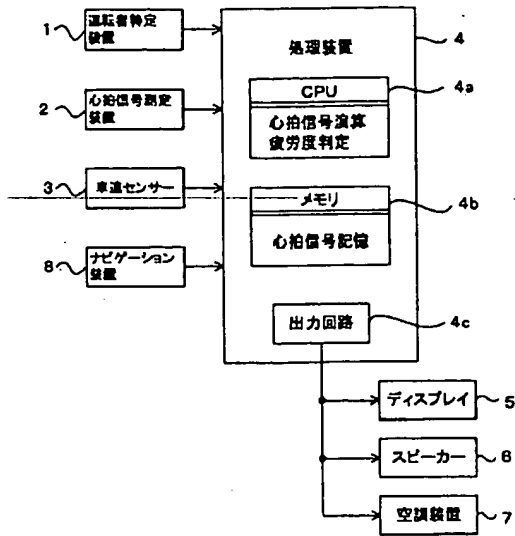 1
運転者特定
装置
2
心拍信号測定
装置
3
車速センサー
8
ナビゲーション
装置
処理装置
4
CPU
4a
心拍信号演算
疲労度判定
メモリ
4b
心拍信号記憶
出力回路
4c
ディスプレイ
5
スピーカー
6
空調装置
7